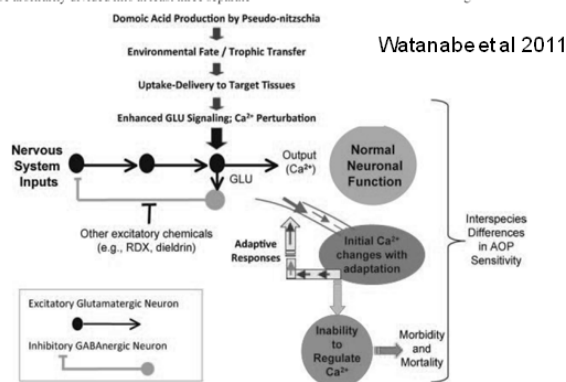 Domoic Acid Production by Pseudo-nitzschia
Watanabe et al 2011
Environmental Fate / Trophic Transfer
Uptake-Delivery to Target Tissues
Enhanced GLU Signaling; Ca²⁺ Perturbation
Nervous
System
Inputs
Output
(Ca²⁺)
GLU
Normal
Neuronal
Function
Other excitatory chemicals
(e.g., RDX, dieldrin)
Adaptive
Responses
Initial Ca²⁺
changes with
adaptation
Interspecies
Differences
in AOP
Sensitivity
Excitatory Glutamatergic Neuron
Inhibitory GABAnergic Neuron
Inability
to
Regulate
Ca²⁺
Morbidity
and
Mortality